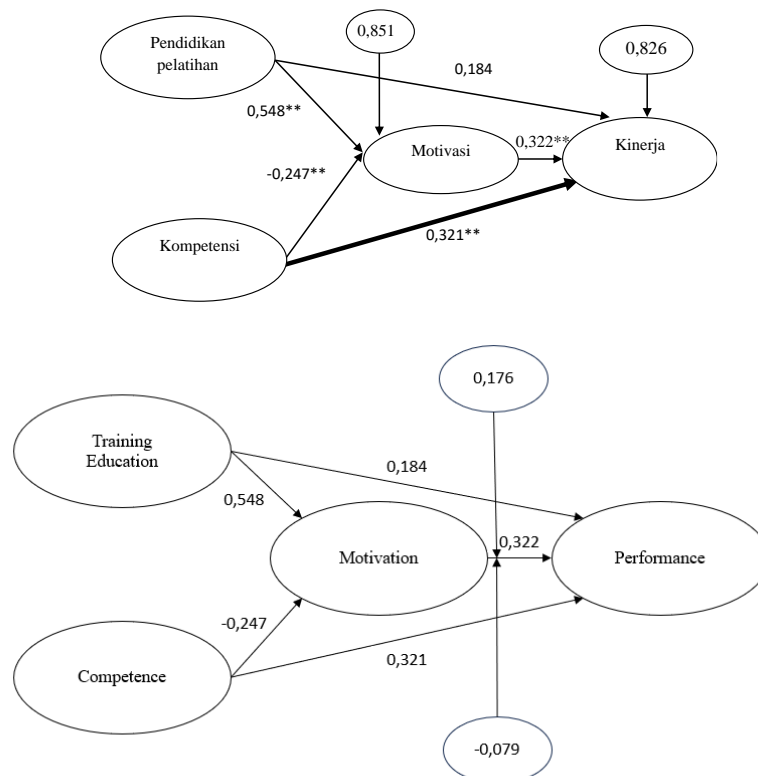 0,851
Pendidikan
pelatihan
0,826
0,184
0,548**
Motivasi
0,322**
Kinerja
-0,247**
Kompetensi
0,321**
0,176
Training
Education
0,184
0,548
Motivation
0,322
Performance
-0,247
Competence
0,321
-0,079